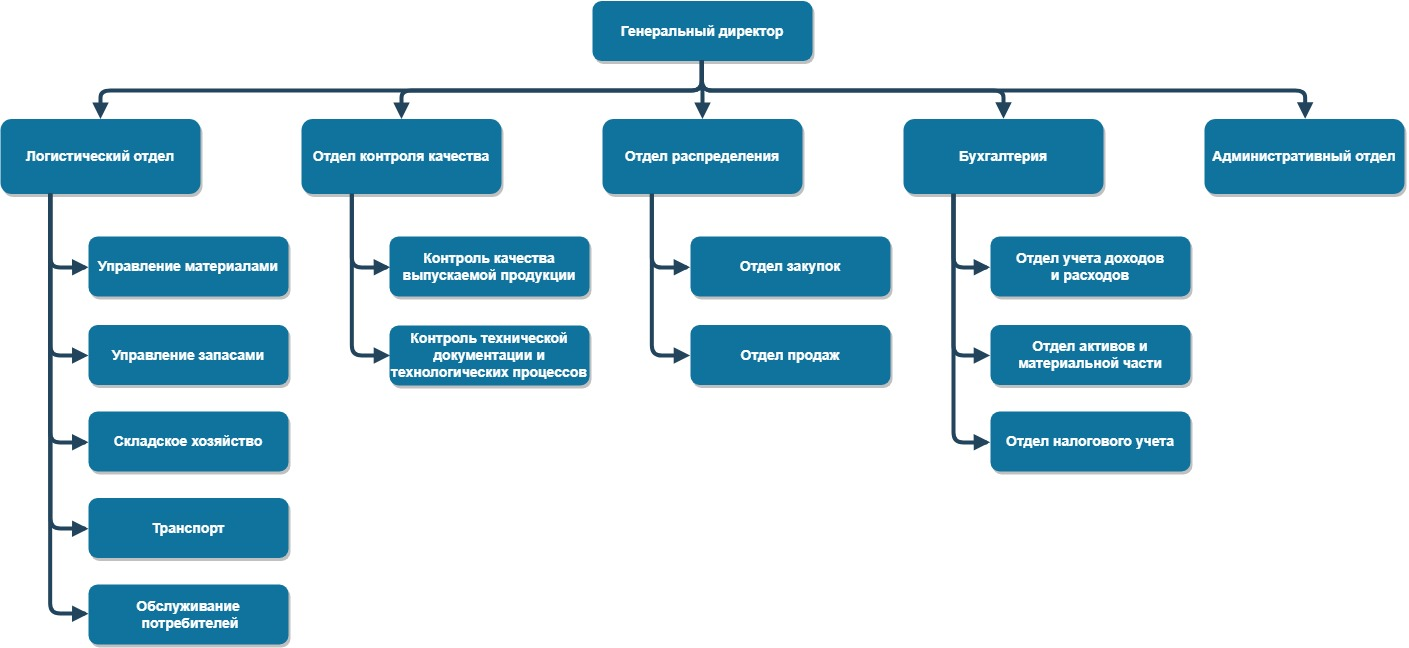 Генеральный директор
Логистический отдел
Отдел контроля качества
Отдел распределения
Бухгалтерия
Административный отдел
Управление материалами
Управление запасами
Складское хозяйство
Транспорт
Обслуживание
потребителей
Контроль качества
выпускаемой продукции
Контроль технической
документации и
технологических процессов
Отдел закупок
Отдел продаж
Отдел учета доходов
и расходов
Отдел активов и
материальной части
Отдел налогового учета